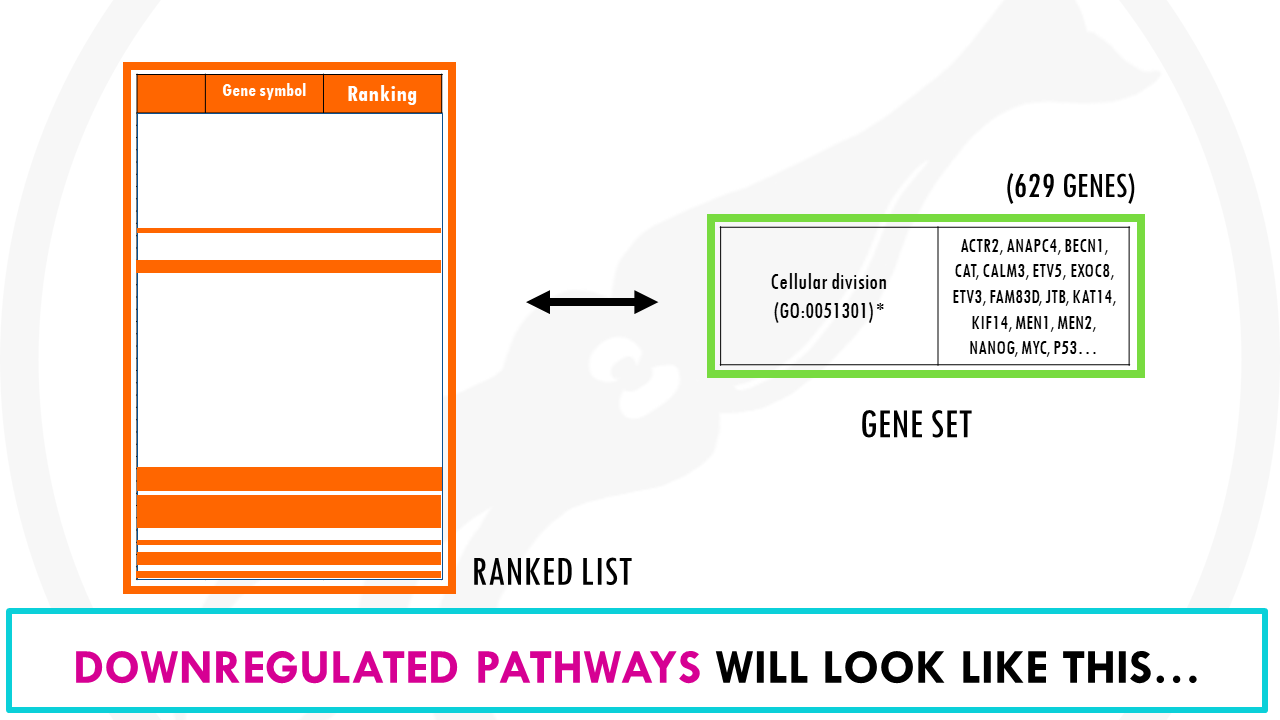 Gene symbol
Ranking
(629 GENES)
Cellular division
(GO:0051301)*
ACTR2, ANAPC4, BECN1,
CAT, CALM3, ETV5, EXOC8,
ETV3, FAM83D, JTB, KAT14,
KIF14, MEN1, MEN2,
NANOG, MYC, P53…
GENE SET
RANKED LIST
DOWNREGULATED PATHWAYS WILL LOOK LIKE THIS…